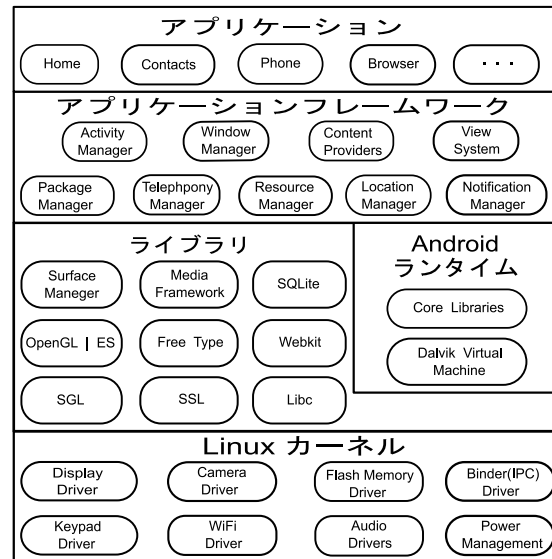 アプリケーション
Home
Contacts
Phone
Browser
・・・
アプリケーションフレームワーク
Activity
Manager
Window
Manager
Content
Providers
View
System
Package
Manager
Telephpony
Manager
Resource
Manager
Location
Manager
Notification
Manager
ライブラリ
Surface
Maneger
Media
Framework
SQLite
OpenGL | ES
Free Type
Webkit
SGL
SSL
Libc
Android
ランタイム
Core Libraries
Dalvik Virtual
Machine
Linux カーネル
Display
Driver
Camera
Driver
Flash Memory
Driver
Binder(IPC)
Driver
Keypad
Driver
WiFi
Driver
Audio
Drivers
Power
Management